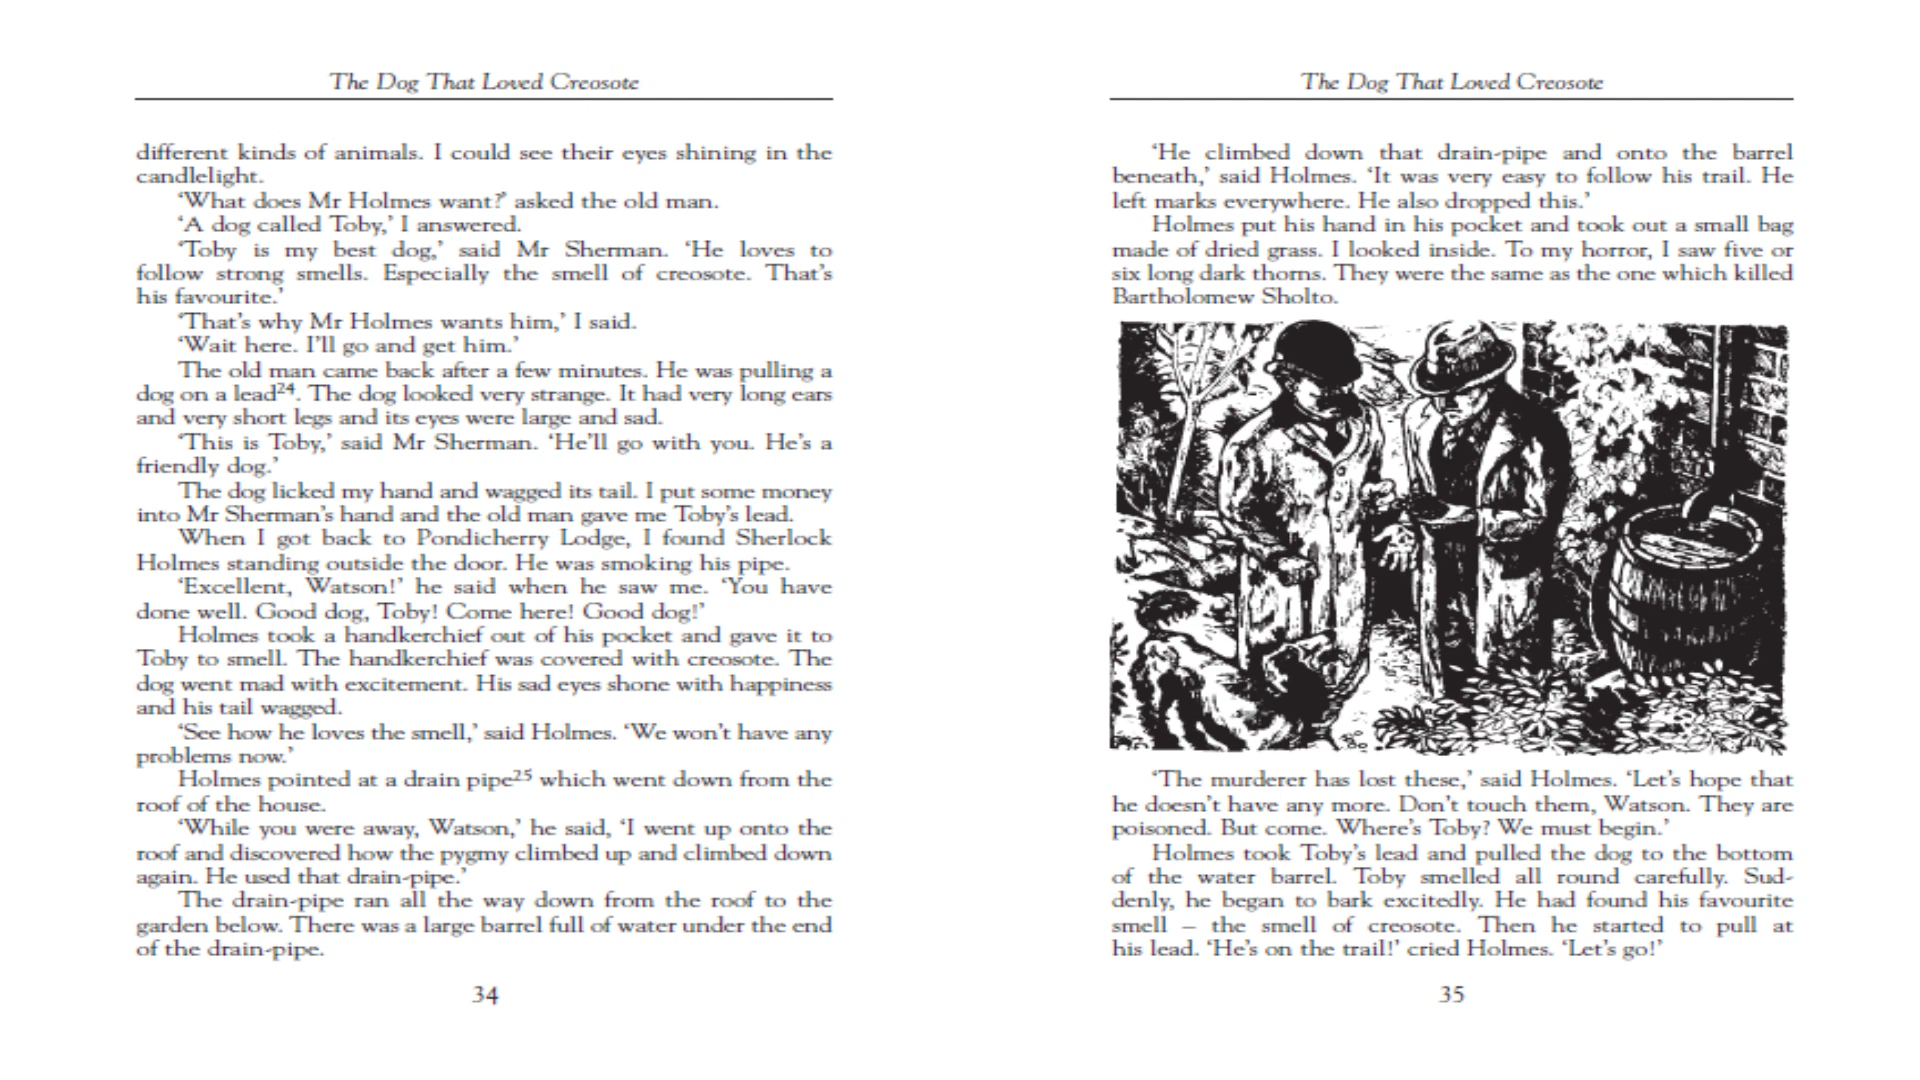 The Dog That Loved Creosote
different kinds of animals. I could see their eyes shining in the
candlelight.
‘What does Mr Holmes want?’ asked the old man.
‘A dog called Toby,’ I answered.
‘Toby is my best dog,’ said Mr Sherman. ‘He loves to
follow strong smells. Especially the smell of creosote. That’s
his favourite.’
‘That’s why Mr Holmes wants him,’ I said.
‘Wait here. I’ll go and get him.’
The old man came back after a few minutes. He was pulling a
dog on a lead24. The dog looked very strange. It had very long ears
and very short legs and its eyes were large and sad.
‘This is Toby,’ said Mr Sherman. ‘He’ll go with you. He’s a
friendly dog.’
The dog licked my hand and wagged its tail. I put some money
into Mr Sherman’s hand and the old man gave me Toby’s lead.
When I got back to Pondicherry Lodge, I found Sherlock
Holmes standing outside the door. He was smoking his pipe.
‘Excellent, Watson!’ he said when he saw me. ‘You have
done well. Good dog, Toby! Come here! Good dog!’
Holmes took a handkerchief out of his pocket and gave it to
Toby to smell. The handkerchief was covered with creosote. The
dog went mad with excitement. His sad eyes shone with happiness
and his tail wagged.
‘See how he loves the smell,’ said Holmes. ‘We won’t have any
problems now.’
Holmes pointed at a drain pipe25 which went down from the
roof of the house.
‘While you were away, Watson,’ he said, ‘I went up onto the
roof and discovered how the pygmy climbed up and climbed down
again. He used that drain-pipe.’
The drain-pipe ran all the way down from the roof to the
garden below. There was a large barrel full of water under the end
of the drain-pipe.
34
The Dog That Loved Creosote
‘He climbed down that drain-pipe and onto the barrel
beneath,’ said Holmes. ‘It was very easy to follow his trail. He
left marks everywhere. He also dropped this.’
Holmes put his hand in his pocket and took out a small bag
made of dried grass. I looked inside. To my horror, I saw five or
six long dark thorns. They were the same as the one which killed
Bartholomew Sholto.
‘The murderer has lost these,’ said Holmes. ‘Let’s hope that
he doesn’t have any more. Don’t touch them, Watson. They are
poisoned. But come. Where’s Toby? We must begin.’
Holmes took Toby’s lead and pulled the dog to the bottom
of the water barrel. Toby smelled all round carefully. Sud-
denly, he began to bark excitedly. He had found his favourite
smell – the smell of creosote. Then he started to pull at
his lead. ‘He’s on the trail!’ cried Holmes. ‘Let’s go!’
35